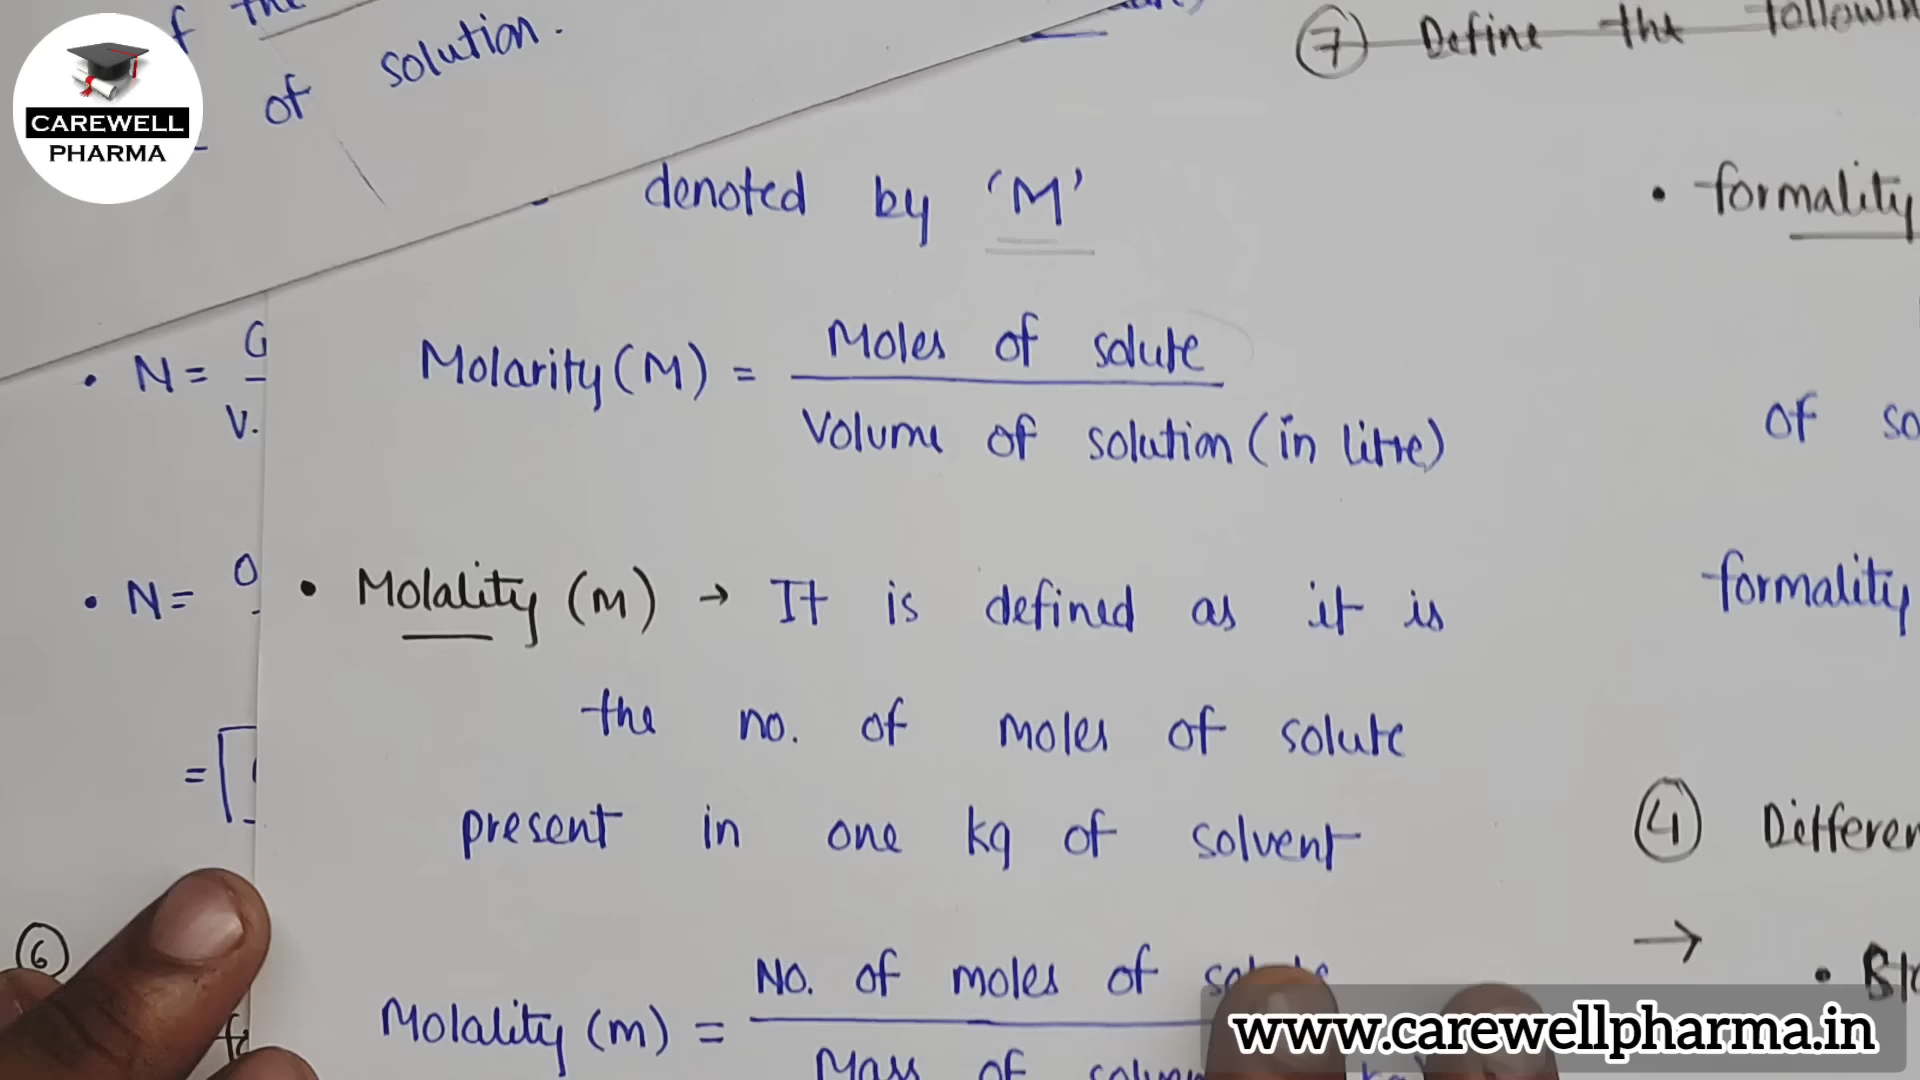 CAREWELL
PHARMA
of solution.
⑦ Define the
denoted by 'M'
• formality
Molarity (M) = Moles of solute
Volume of solution (in litre)
• N =
V.
of
• N =
• Molality (m) → It is defined as it is
the no. of moles of solute
present in one kg of solvent
formality
=
④
→
•
⑥
Molality (m) = No. of moles of
Mass of
www.carewellpharma.in